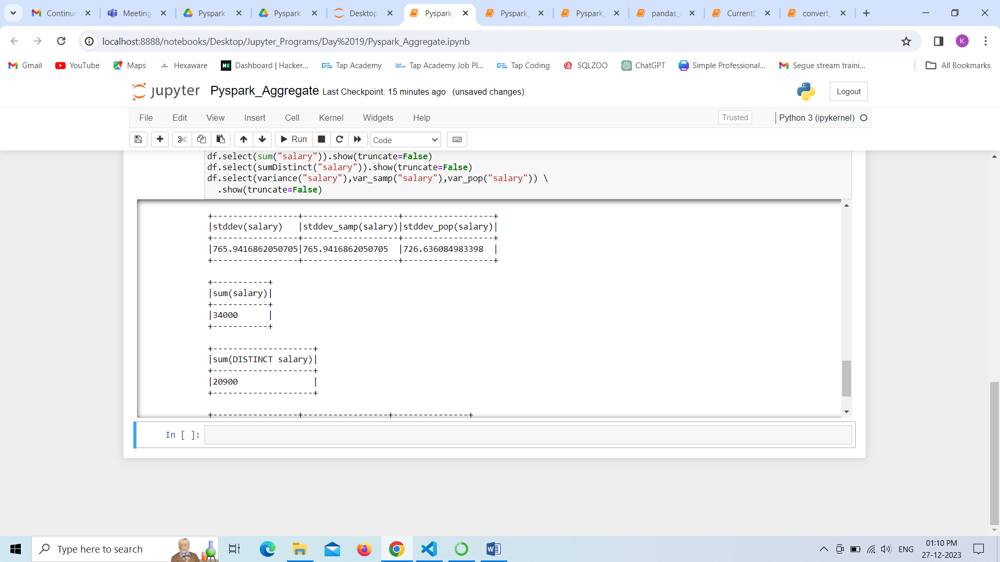 Continue
Meeting
Pyspark
Pyspark
Desktop
Pyspark_
Pyspark_
Pyspark_
pandas_
CurrentD
convert_
localhost:8888/notebooks/Desktop/Jupyter_Programs/Day%2019/Pyspark_Aggregate.ipynb
K
Gmail
YouTube
Maps
Hexaware
Dashboard | Hacker...
Tap Academy
Tap Academy Job Pl...
Tap Coding
SQLZOO
ChatGPT
Simple Professional...
Segue stream traini...
All Bookmarks
jupyter
Pyspark_Aggregate Last Checkpoint: 15 minutes ago (unsaved changes)
Logout
File Edit View Insert Cell Kernel Widgets Help
Trusted
Python 3 (ipykernel)
Run
Code
df.select(sum("salary")).show(truncate=False)
df.select(sumDistinct("salary")).show(truncate=False)
df.select(variance("salary"),var_samp("salary"),var_pop("salary")) \
  .show(truncate=False)
+-----------------+-------------------+-----------------+
|stddev(salary)   |stddev_samp(salary)|stddev_pop(salary)|
+-----------------+-------------------+-----------------+
|765.9416862050705|765.9416862050705  |726.636084983398  |
+-----------------+-------------------+-----------------+
+-----------+
|sum(salary)|
+-----------+
|34000      |
+-----------+
+--------------------+
|sum(DISTINCT salary)|
+--------------------+
|20900               |
+--------------------+
+-----------------+-----------------+---------------+
In [ ]:
Type here to search
ENG
01:10 PM
27-12-2023